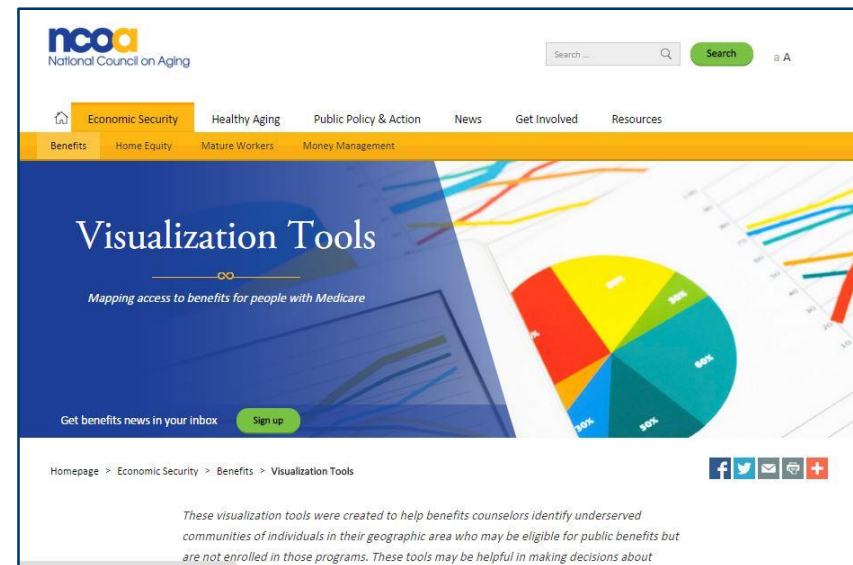 ncoa
National Council on Aging
Search ...
Search
a A
Economic Security Healthy Aging Public Policy & Action News Get Involved Resources
Benefits Home Equity Mature Workers Money Management
Visualization Tools
Mapping access to benefits for people with Medicare
30%
60%
50%
30%
Get benefits news in your inbox Sign up
Homepage > Economic Security > Benefits > Visualization Tools
These visualization tools were created to help benefits counselors identify underserved
communities of individuals in their geographic area who may be eligible for public benefits but
are not enrolled in those programs. These tools may be helpful in making decisions about